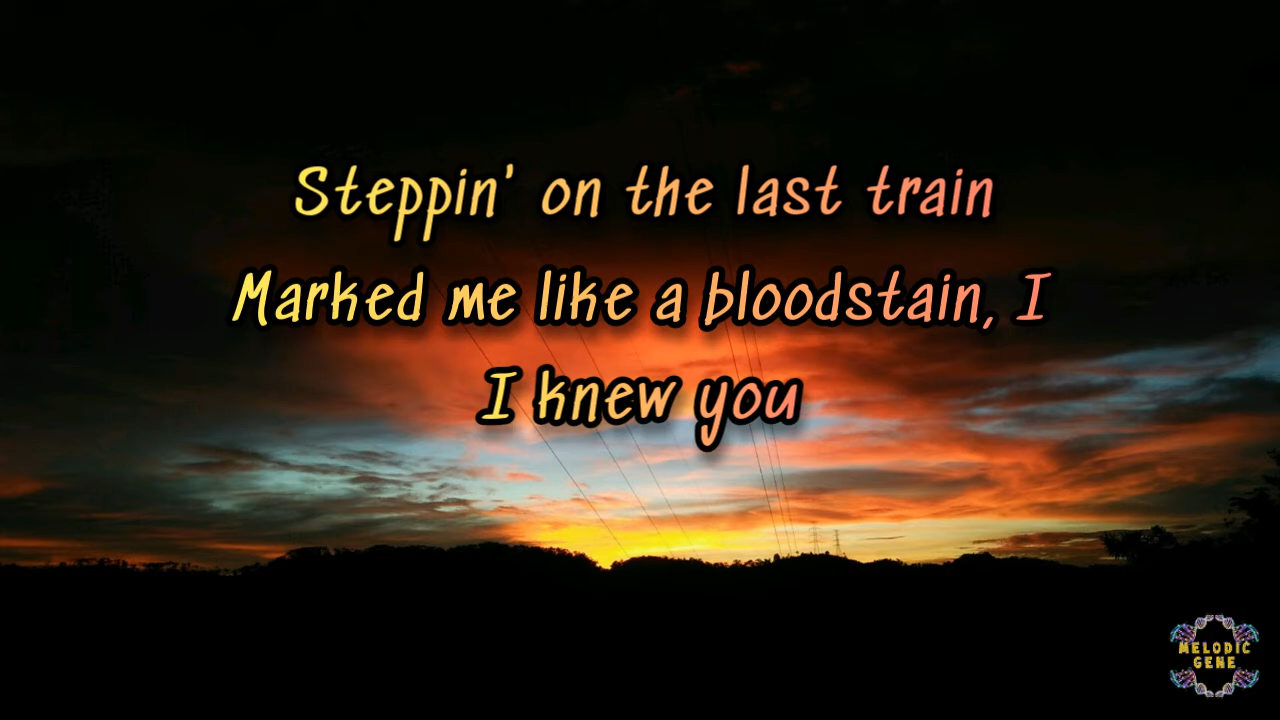 Steppin' on the last train
Marked me like a bloodstain, I
I knew you
MELODIC
GENE